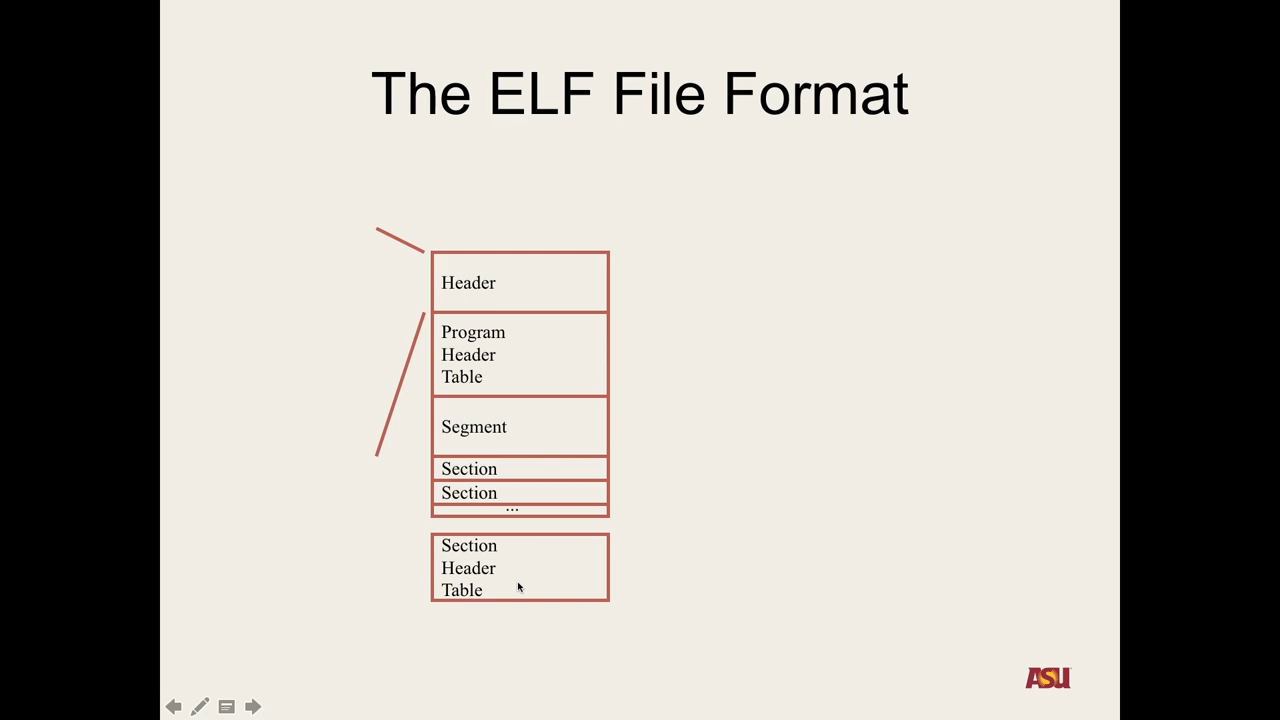 The ELF File Format
Header
Program
Header
Table
Segment
Section
Section
...
Section
Header
Table
ASU